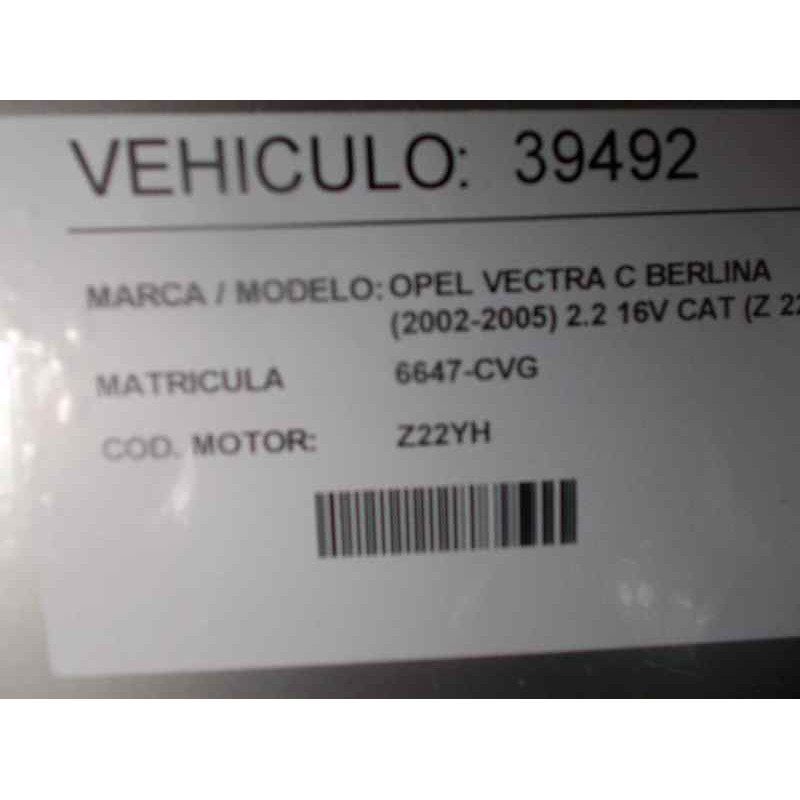 VEHICULO: 39492
MARCA / MODELO: OPEL VECTRA C BERLINA
(2002-2005) 2.2 16V CAT (Z 22
MATRICULA 6647-CVG
COD. MOTOR: Z22YH